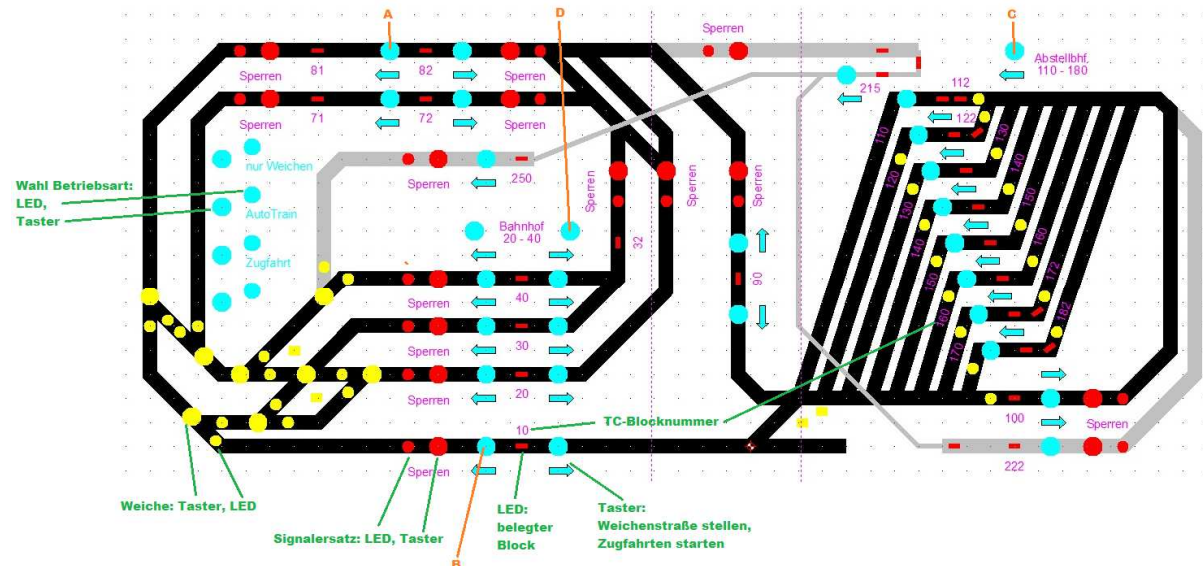 A
D
C
Sperren
Sperren
81
82
Sperren
Abstellbhf,
110 - 180
215
112
122
Sperren
71
72
Sperren
110
130
nur Weichen
Wahl Betriebsart:
LED,
Taster
AutoTrain
Zugfahrt
Sperren
250
Sperren
Sperren
Sperren
120
140
130
150
Bahnhof
20 - 40
32
90
140
160
150
172
160
182
170
Sperren
40
Sperren
30
Sperren
20
10
TC-Blocknummer
100
Sperren
Sperren
222
Weiche: Taster, LED
Signalersatz: LED, Taster
LED:
belegter
Block
Taster:
Weichenstraße stellen,
Zugfahrten starten
B